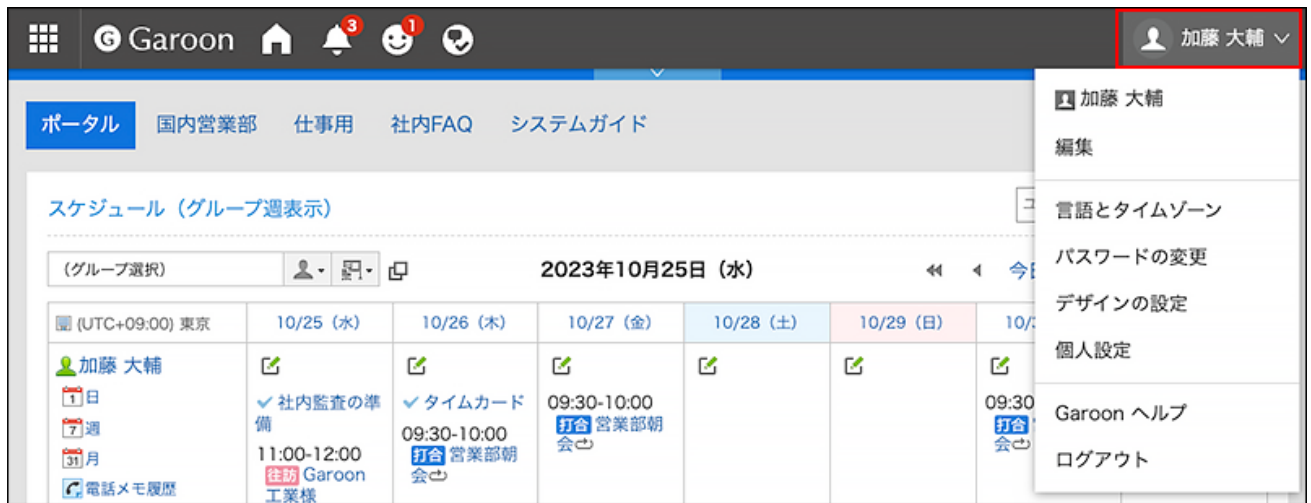 Garoon 3 1 加藤 大輔
加藤 大輔
編集
言語とタイムゾーン
パスワードの変更
デザインの設定
個人設定
Garoon ヘルプ
ログアウト
ポータル 国内営業部 仕事用 社内FAQ システムガイド
スケジュール（グループ週表示）
（グループ選択）
2023年10月25日（水）
(UTC+09:00) 東京 10/25（水） 10/26（木） 10/27（金） 10/28（土） 10/29（日）
加藤 大輔
1 日
7 週
31 月
電話メモ履歴
社内監査の準
備
11:00-12:00
往訪 Garoon
工業様
タイムカード
09:30-10:00
打合 営業部朝
会
09:30-10:00
打合 営業部朝
会
09:30
打合
会